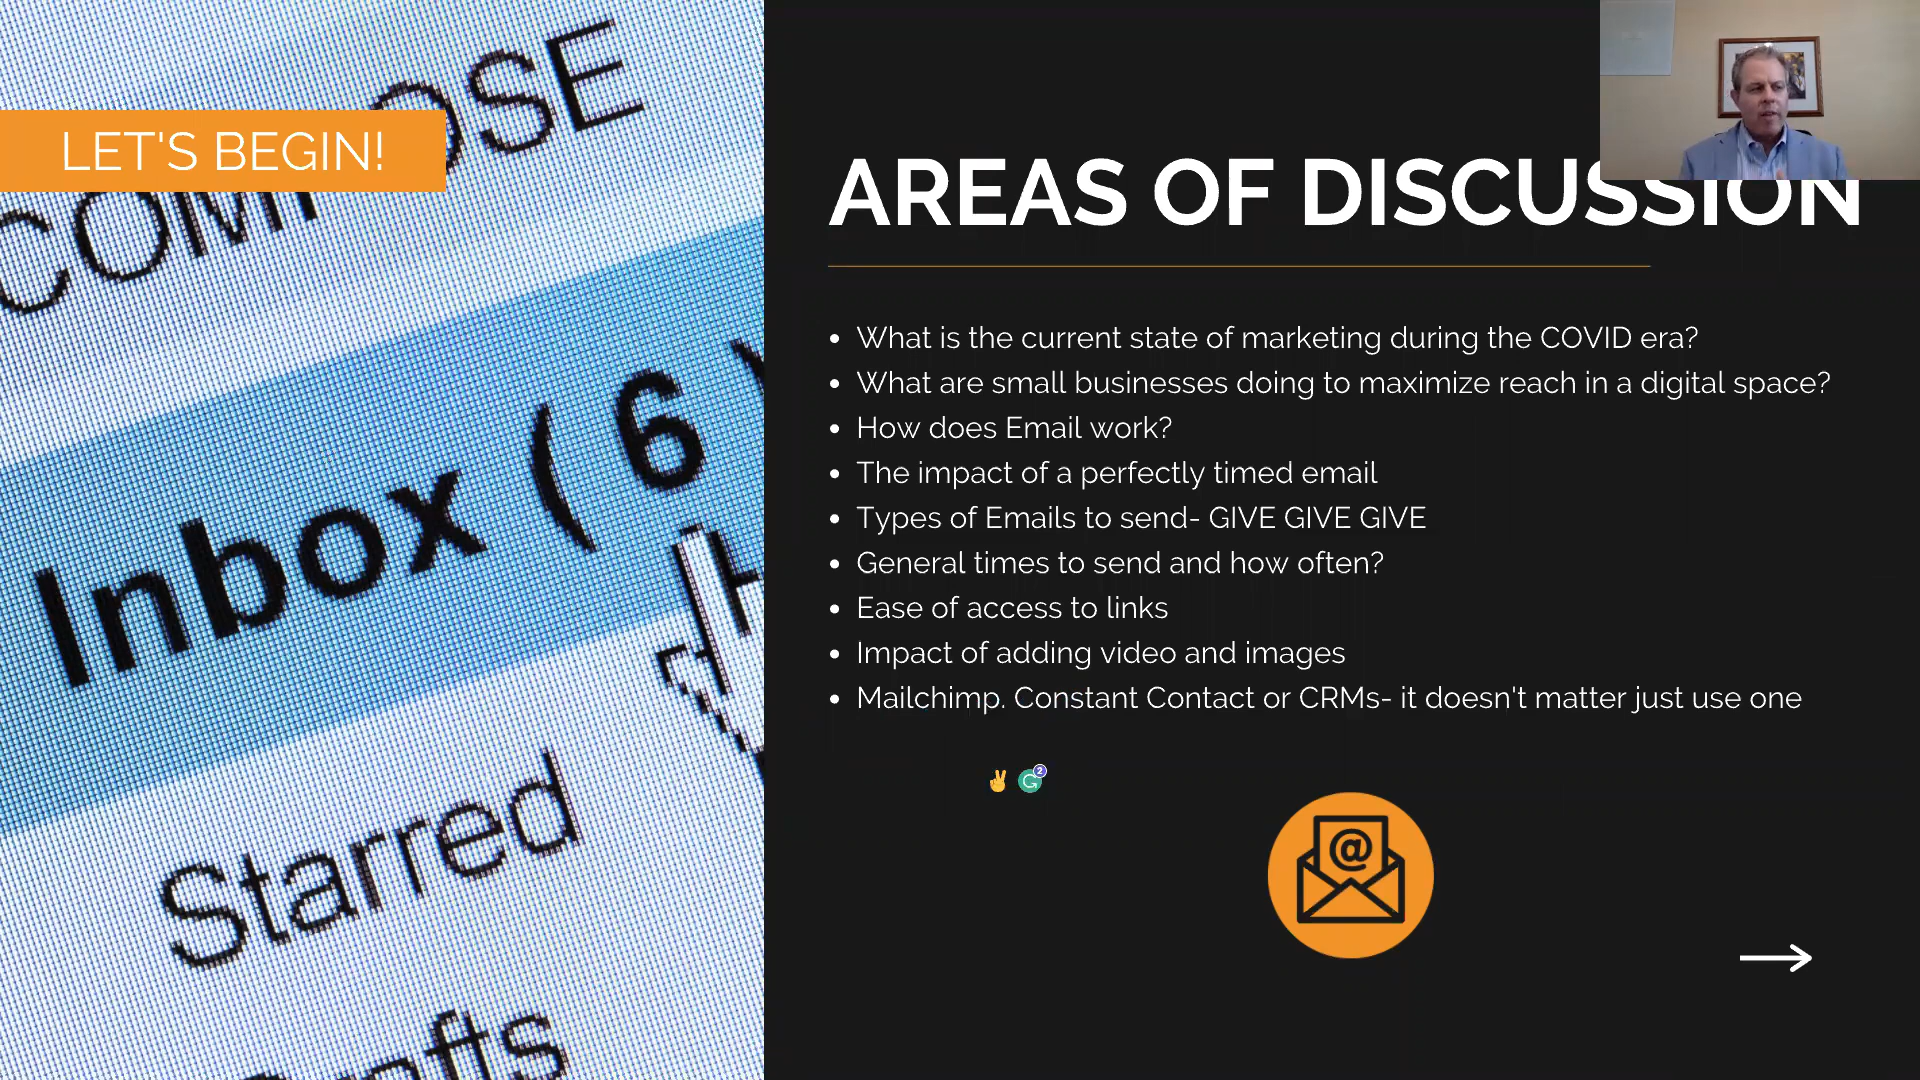 COMPOSE
LET'S BEGIN!
Inbox ( 6 )
Starred
Drafts
AREAS OF DISCUSSION
What is the current state of marketing during the COVID era?
What are small businesses doing to maximize reach in a digital space?
How does Email work?
The impact of a perfectly timed email
Types of Emails to send- GIVE GIVE GIVE
General times to send and how often?
Ease of access to links
Impact of adding video and images
Mailchimp. Constant Contact or CRMs- it doesn't matter just use one
2
@